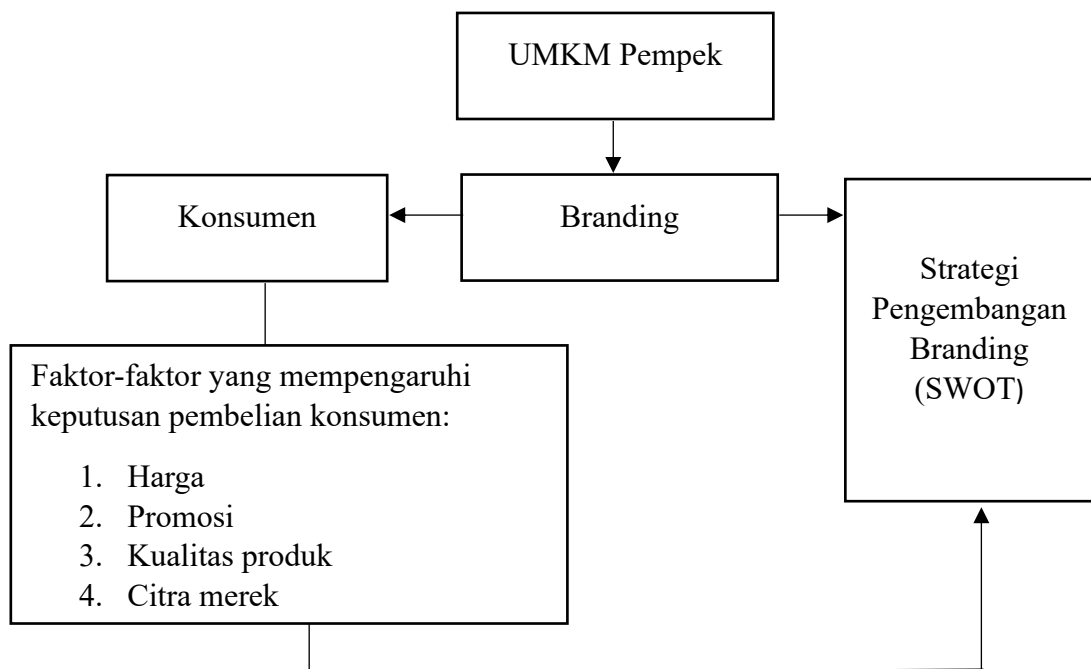 UMKM Pempek
Konsumen
Branding
Strategi
Pengembangan
Branding
(SWOT)
Faktor-faktor yang mempengaruhi
keputusan pembelian konsumen:
1. Harga
2. Promosi
3. Kualitas produk
4. Citra merek